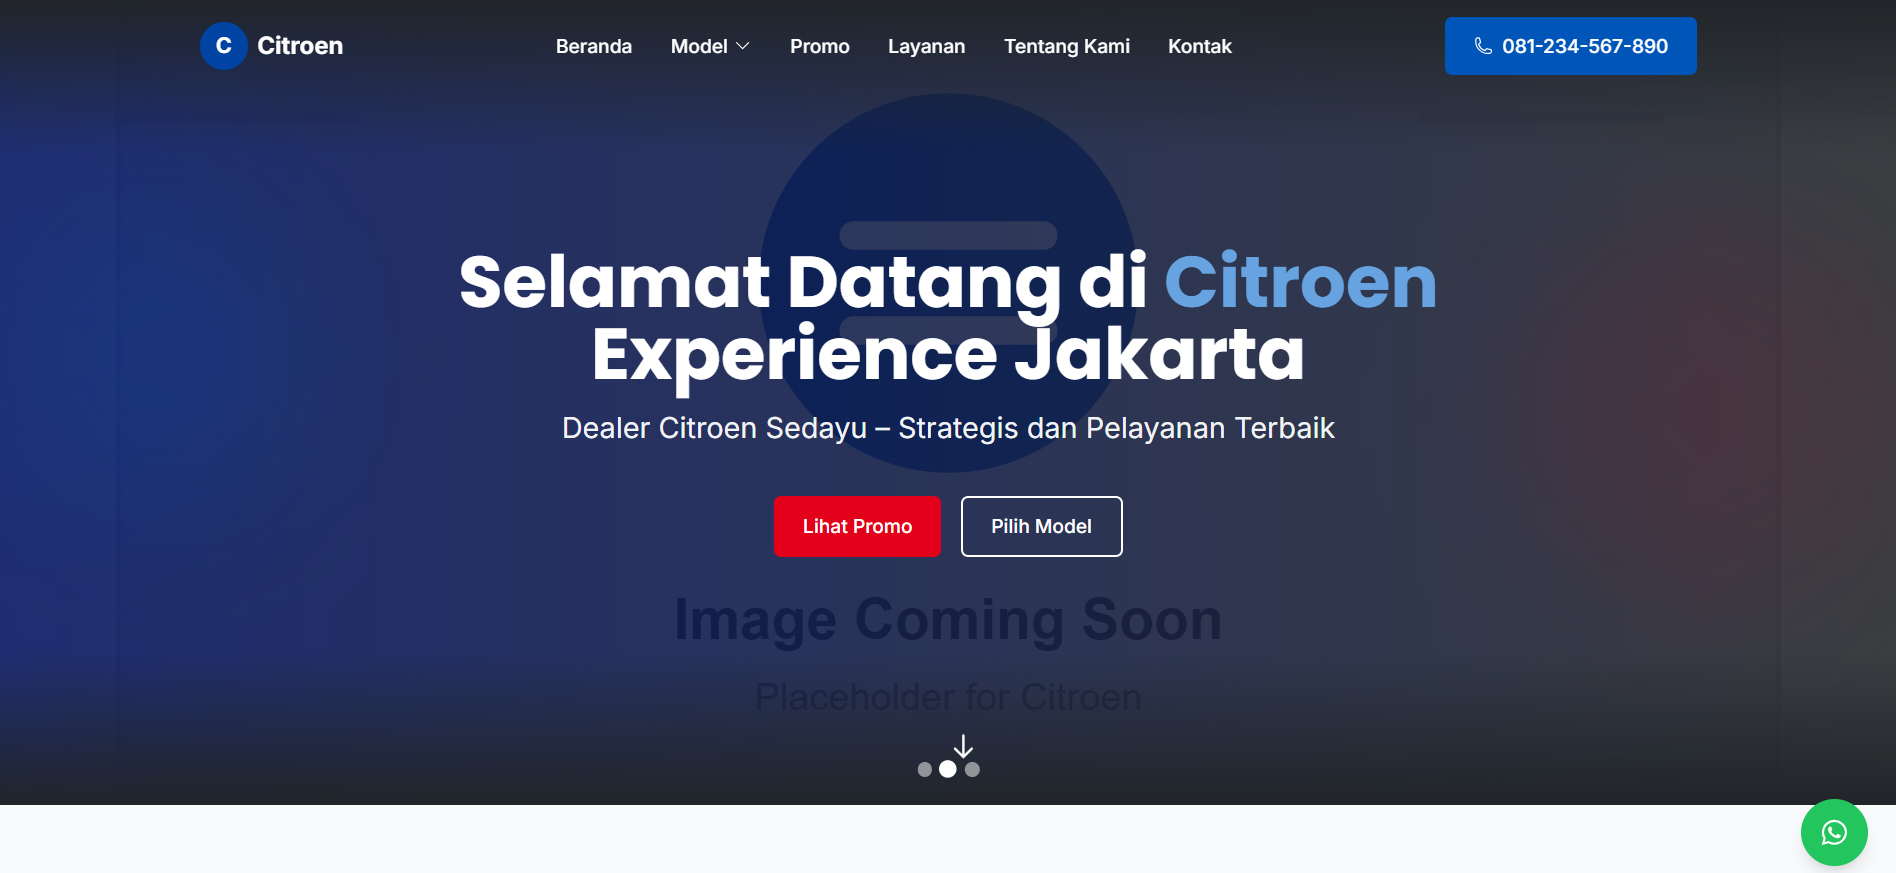 C Citroen
Beranda Model Promo Layanan Tentang Kami Kontak
081-234-567-890
Selamat Datang di Citroen
Experience Jakarta
Dealer Citroen Sedayu – Strategis dan Pelayanan Terbaik
Lihat Promo Pilih Model
Image Coming Soon
Placeholder for Citroen